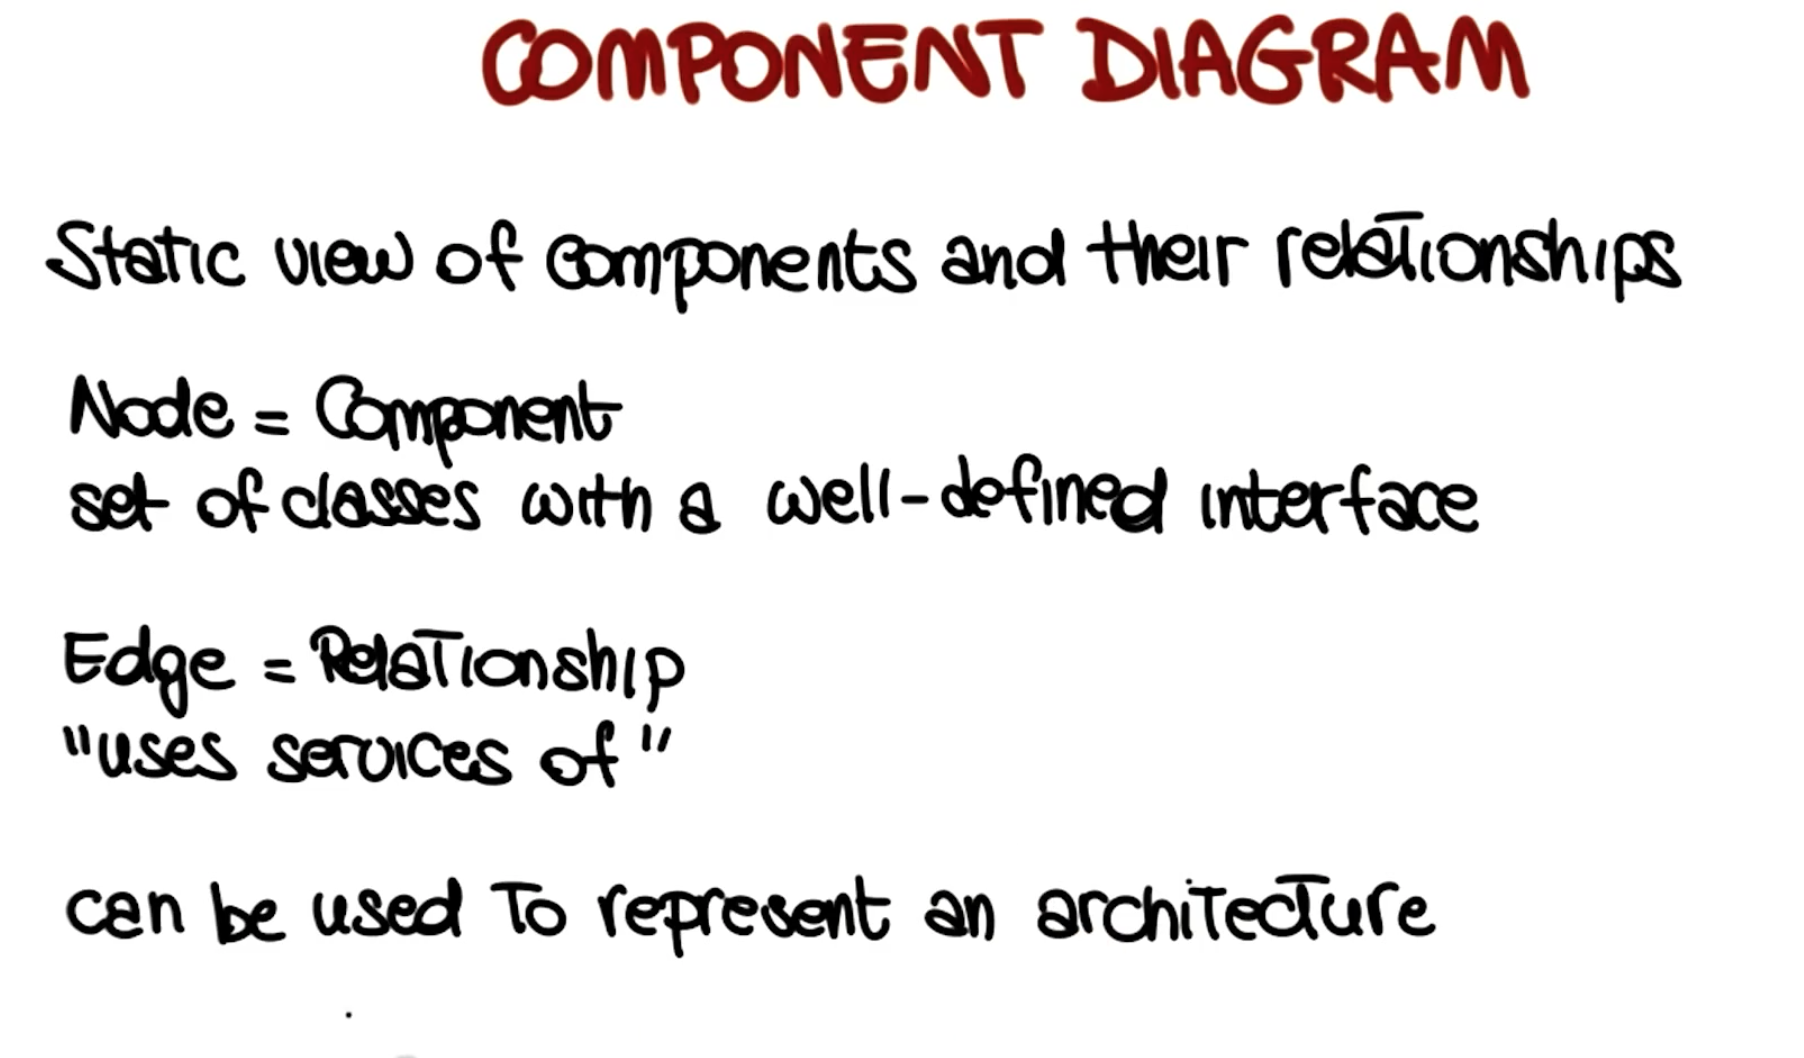 COMPONENT DIAGRAM
Static view of components and their relationships
Node = Component
set of classes with a well-defined interface
Edge = Relationship
"uses services of"
can be used to represent an architecture